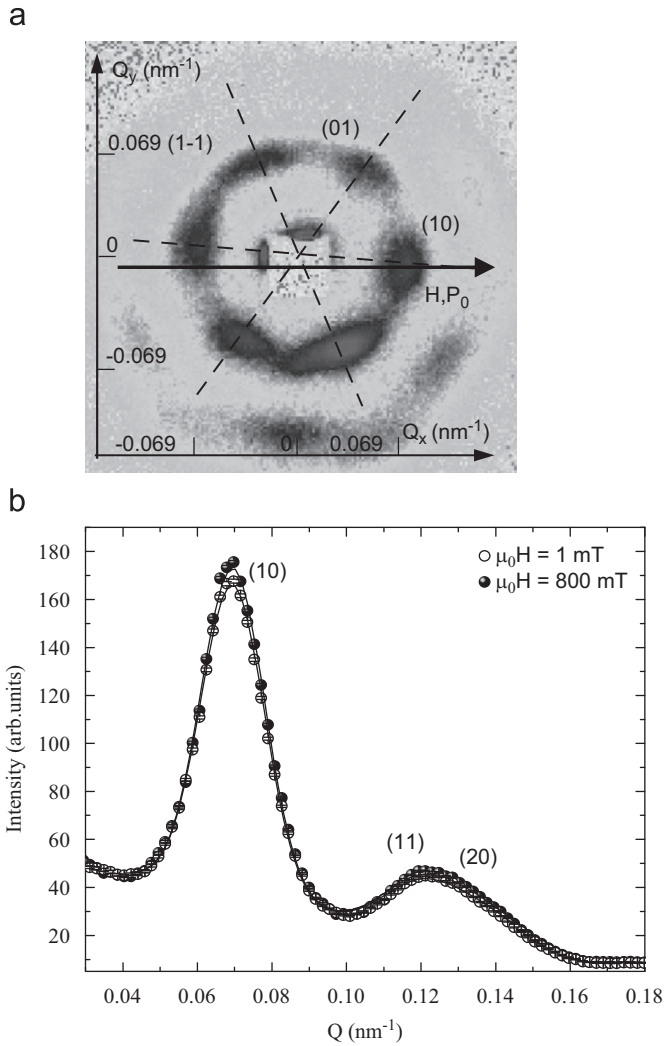 a
Q_y (nm⁻¹)
0.069 (1-1)
(01)
(10)
0
H,P₀
-0.069
Q_x (nm⁻¹)
-0.069 0 0.069
b
180
160
140
120
100
80
60
40
20
Intensity (arb.units)
(10)
μ₀H = 1 mT
μ₀H = 800 mT
(11)
(20)
0.04 0.06 0.08 0.10 0.12 0.14 0.16 0.18
Q (nm⁻¹)